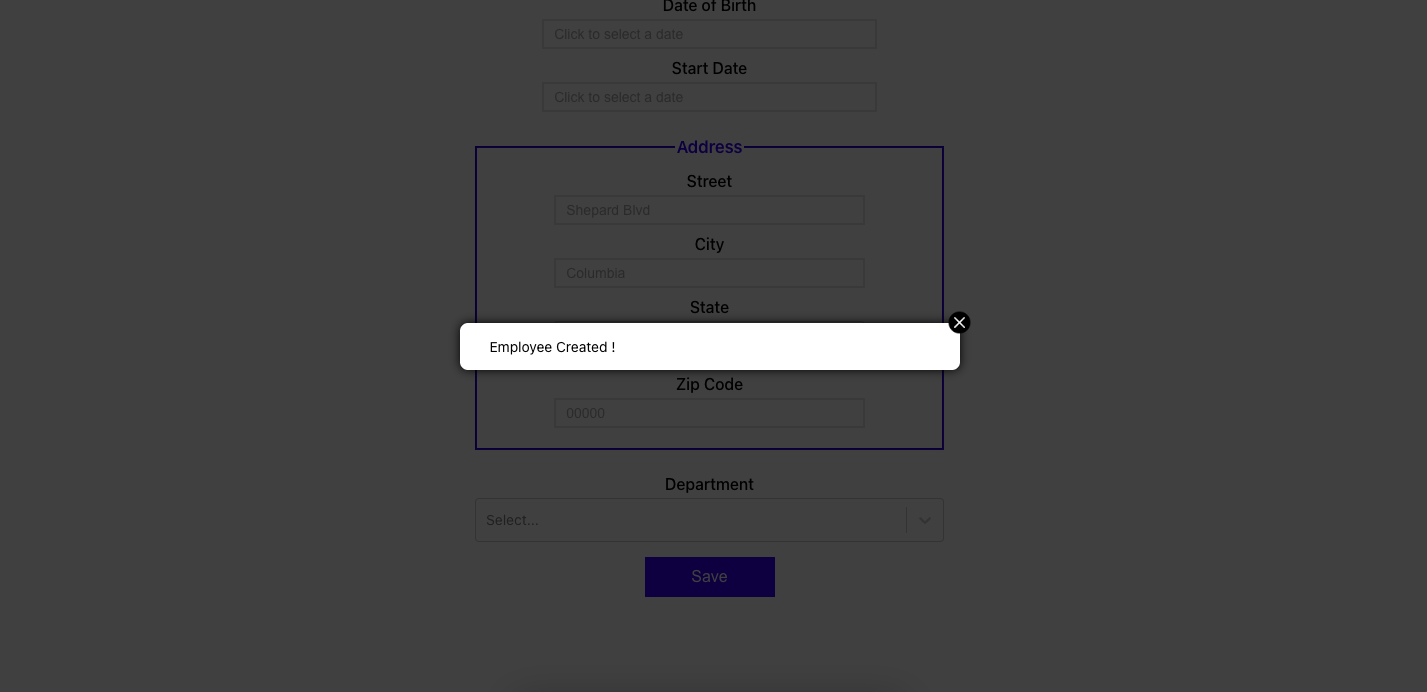 Date of Birth
Click to select a date
Start Date
Click to select a date
Address
Street
Shepard Blvd
City
Columbia
State
Employee Created !
Zip Code
00000
Department
Select...
Save